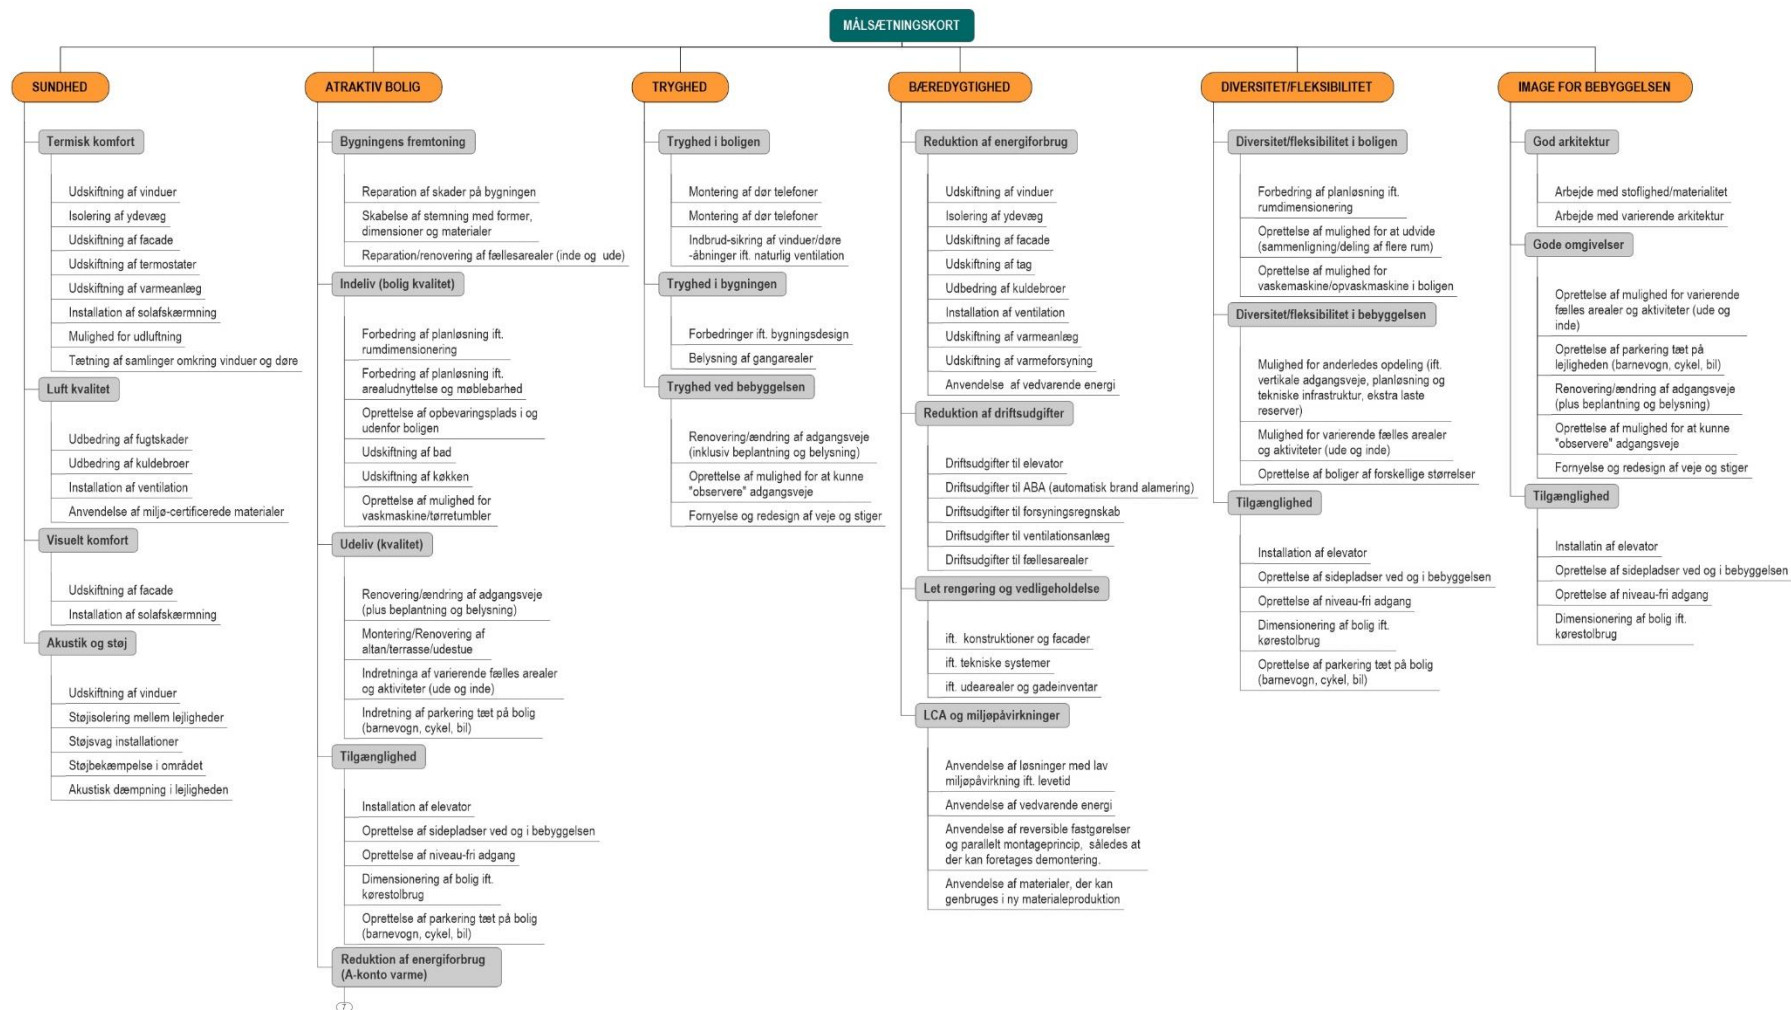 MÅLSÆTNINGSKORT
SUNDHED
Termisk komfort
Udskiftning af vinduer
Isolering af ydevæg
Udskiftning af facade
Udskiftning af termostater
Udskiftning af varmeanlæg
Installation af solafskærmning
Mulighed for udluftning
Tætning af samlinger omkring vinduer og døre
Luft kvalitet
Udbedring af fugtskader
Udbedring af kuldebroer
Installation af ventilation
Anvendelse af miljø-certificerede materialer
Visuelt komfort
Udskiftning af facade
Installation af solafskærmning
Akustik og støj
Udskiftning af vinduer
Støjisolering mellem lejligheder
Støjsvag installationer
Støjbekæmpelse i området
Akustisk dæmpning i lejligheden
ATRAKTIV BOLIG
Bygningens fremtoning
Reparation af skader på bygningen
Skabelse af stemning med former,
dimensioner og materialer
Reparation/renovering af fællesarealer (inde og ude)
Indeliv (bolig kvalitet)
Forbedring af planløsning ift.
rumdimensionering
Forbedring af planløsning ift.
arealudnyttelse og møblebarhed
Oprettelse af opbevaringsplads i og
udenfor boligen
Udskiftning af bad
Udskiftning af køkken
Oprettelse af mulighed for
vaskmaskine/tørretumbler
Udeliv (kvalitet)
Renovering/ændring af adgangsveje
(plus beplantning og belysning)
Montering/Renovering af
altan/terrasse/udestue
Indretninga af varierende fælles arealer
og aktiviteter (ude og inde)
Indretning af parkering tæt på bolig
(barnevogn, cykel, bil)
Tilgænglighed
Installation af elevator
Oprettelse af sidepladser ved og i bebyggelsen
Oprettelse af niveau-fri adgang
Dimensionering af bolig ift.
kørestolbrug
Oprettelse af parkering tæt på bolig
(barnevogn, cykel, bil)
Reduktion af energiforbrug
(A-konto varme)
7
TRYGHED
Tryghed i boligen
Montering af dør telefoner
Montering af dør telefoner
Indbrud-sikring af vinduer/døre
-åbninger ift. naturlig ventilation
Tryghed i bygningen
Forbedringer ift. bygningsdesign
Belysning af gangarealer
Tryghed ved bebyggelsen
Renovering/ændring af adgangsveje
(inklusiv beplantning og belysning)
Oprettelse af mulighed for at kunne
"observere" adgangsveje
Fornyelse og redesign af veje og stiger
BÆREDYGTIGHED
Reduktion af energiforbrug
Udskiftning af vinduer
Isolering af ydevæg
Udskiftning af facade
Udskiftning af tag
Udbedring af kuldebroer
Installation af ventilation
Udskiftning af varmeanlæg
Udskiftning af varmeforsyning
Anvendelse af vedvarende energi
Reduktion af driftsudgifter
Driftsudgifter til elevator
Driftsudgifter til ABA (automatisk brand alamering)
Driftsudgifter til forsyningsregnskab
Driftsudgifter til ventilationsanlæg
Driftsudgifter til fællesarealer
Let rengøring og vedligeholdelse
ift. konstruktioner og facader
ift. tekniske systemer
ift. udearealer og gadeinventar
LCA og miljøpåvirkninger
Anvendelse af løsninger med lav
miljøpåvirkning ift. levetid
Anvendelse af vedvarende energi
Anvendelse af reversible fastgørelser
og parallelt montageprincip, således at
der kan foretages demontering.
Anvendelse af materialer, der kan
genbruges i ny materialeproduktion
DIVERSITET/FLEKSIBILITET
Diversitet/fleksibilitet i boligen
Forbedring af planløsning ift.
rumdimensionering
Oprettelse af mulighed for at udvide
(sammenligning/deling af flere rum)
Oprettelse af mulighed for
vaskemaskine/opvaskmaskine i boligen
Diversitet/fleksibilitet i bebyggelsen
Mulighed for anderledes opdeling (ift.
vertikale adgangsveje, planløsning og
tekniske infrastruktur, ekstra laste
reserver)
Mulighed for varierende fælles arealer
og aktiviteter (ude og inde)
Oprettelse af boliger af forskellige størrelser
Tilgænglighed
Installation af elevator
Oprettelse af sidepladser ved og i bebyggelsen
Oprettelse af niveau-fri adgang
Dimensionering af bolig ift.
kørestolbrug
Oprettelse af parkering tæt på bolig
(barnevogn, cykel, bil)
IMAGE FOR BEBYGGELSEN
God arkitektur
Arbejde med stoflighed/materialitet
Arbejde med varierende arkitektur
Gode omgivelser
Oprettelse af mulighed for varierende
fælles arealer og aktiviteter (ude og
inde)
Oprettelse af parkering tæt på
lejligheden (barnevogn, cykel, bil)
Renovering/ændring af adgangsveje
(plus beplantning og belysning)
Oprettelse af mulighed for at kunne
"observere" adgangsveje
Fornyelse og redesign af veje og stiger
Tilgænglighed
Installatin af elevator
Oprettelse af sidepladser ved og i bebyggelsen
Oprettelse af niveau-fri adgang
Dimensionering af bolig ift.
kørestolbrug